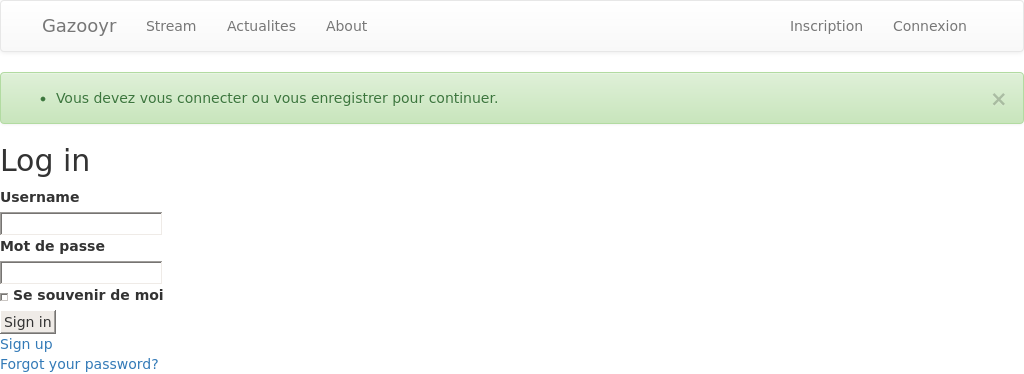 Gazooyr Stream Actualites About Inscription Connexion
• Vous devez vous connecter ou vous enregistrer pour continuer. ×
Log in
Username
Mot de passe
Se souvenir de moi
Sign in
Sign up
Forgot your password?